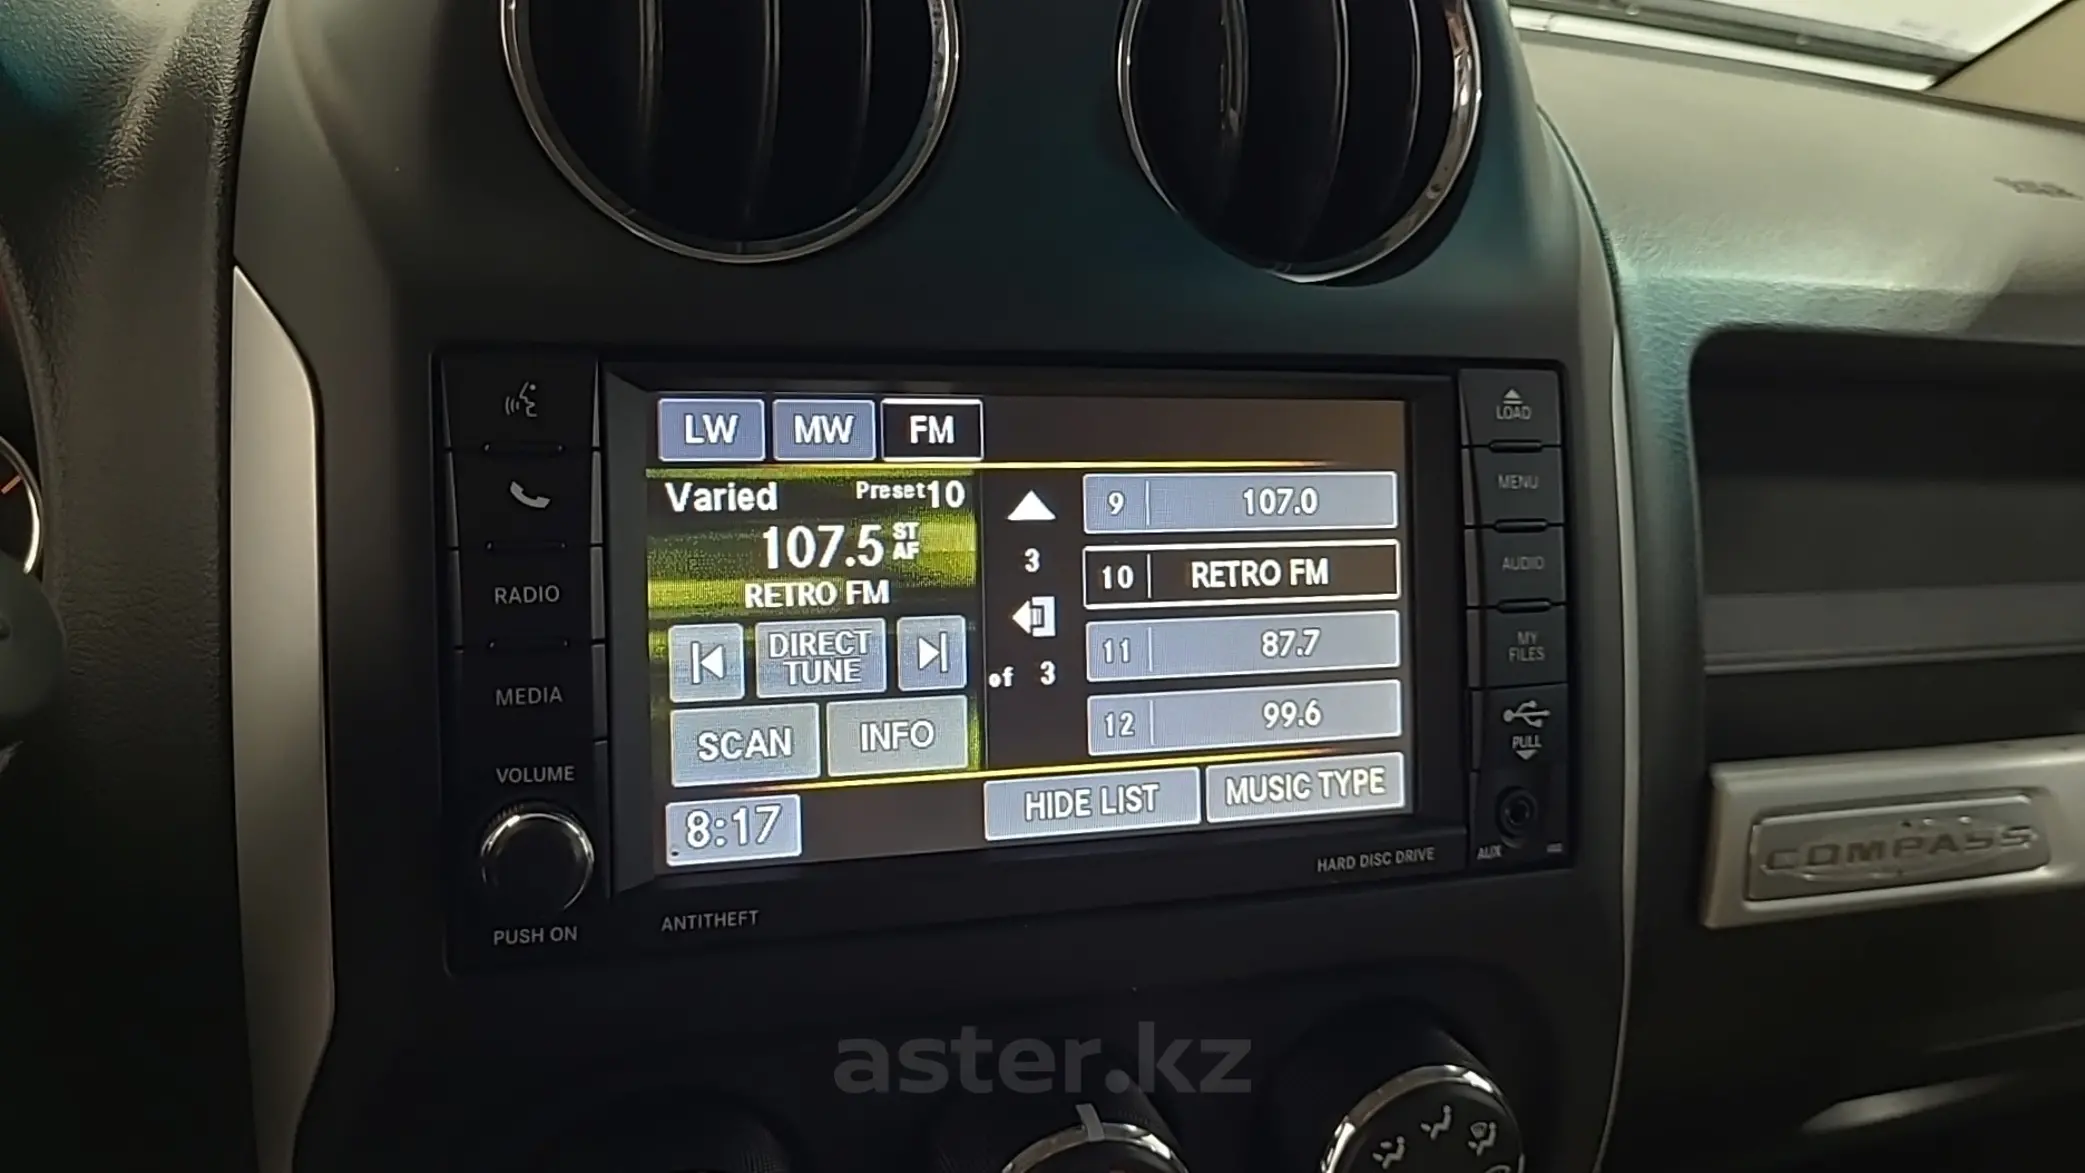 LW MW FM
Varied Preset10
107.5 ST AF
RETRO FM
DIRECT TUNE
SCAN INFO
8:17
3
of 3
9 107.0
10 RETRO FM
11 87.7
12 99.6
HIDE LIST MUSIC TYPE
RADIO
MEDIA
VOLUME
PUSH ON
ANTITHEFT
HARD DISC DRIVE
LOAD
MENU
AUDIO
MY FILES
PULL
AUX
COMPASS
aster.kz